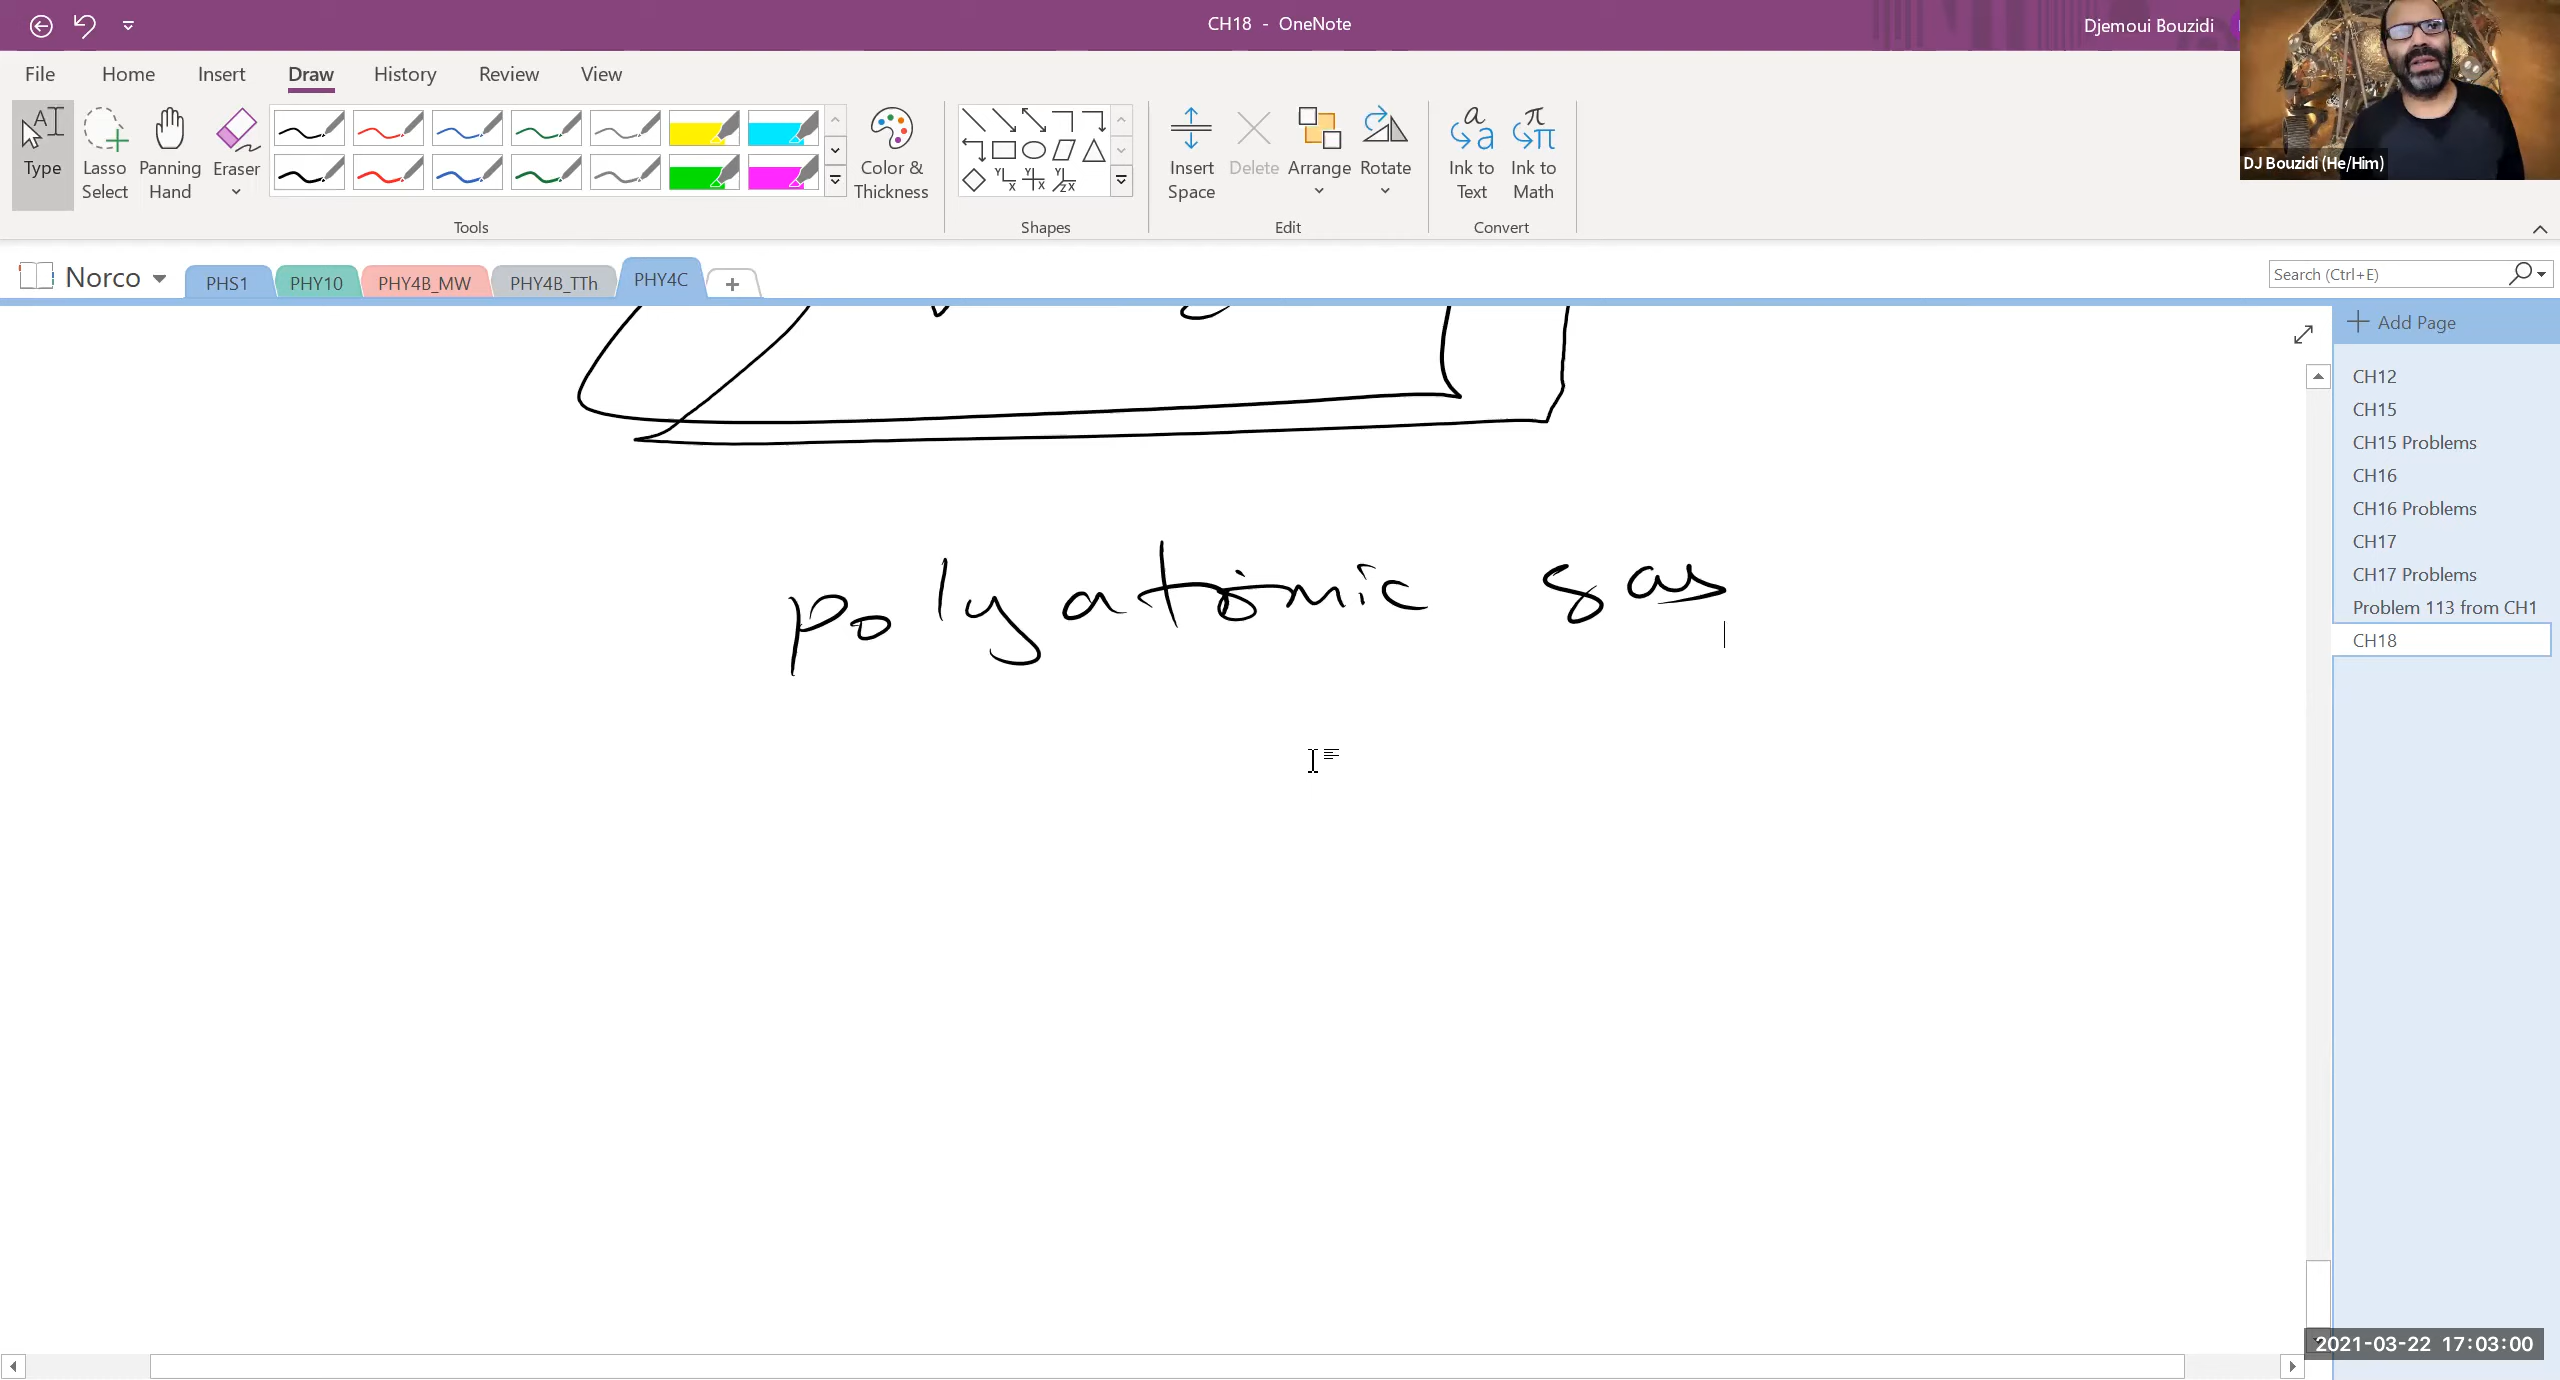 CH18 - OneNote
Djemoui Bouzidi
File Home Insert Draw History Review View
Type
Lasso Select
Panning Hand
Eraser
Color & Thickness
Insert Space
Delete
Arrange
Rotate
Ink to Text
Ink to Math
Tools
Shapes
Edit
Convert
DJ Bouzidi (He/Him)
Norco PHS1 PHY10 PHY4B_MW PHY4B_TTh PHY4C +
Search (Ctrl+E)
Add Page
CH12
CH15
CH15 Problems
CH16
CH16 Problems
CH17
CH17 Problems
Problem 113 from CH1
CH18
polyatomic gas
2021-03-22 17:03:00